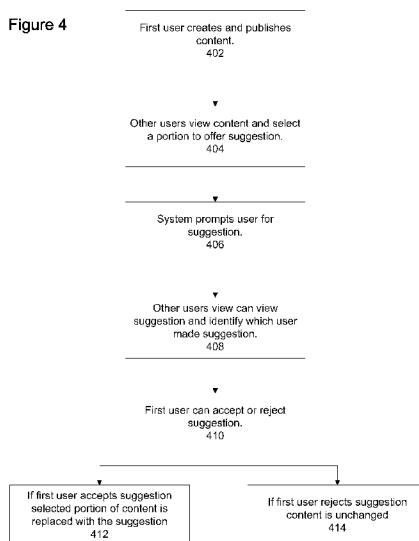 Figure 4
First user creates and publishes
content.
402
Other users view content and select
a portion to offer suggestion.
404
System prompts user for
suggestion.
406
Other users view can view
suggestion and identify which user
made suggestion.
408
First user can accept or reject
suggestion.
410
If first user accepts suggestion
selected portion of content is
replaced with the suggestion
412
If first user rejects suggestion
content is unchanged
414